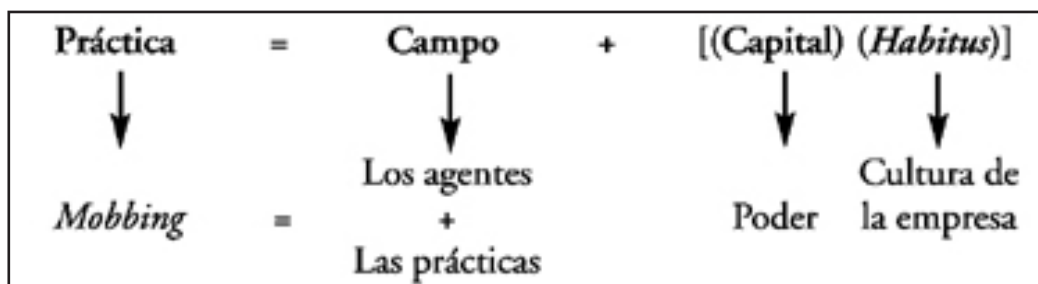 Práctica = Campo + [(Capital) (Habitus)]
Los agentes Cultura de
Mobbing = + Poder la empresa
Las prácticas